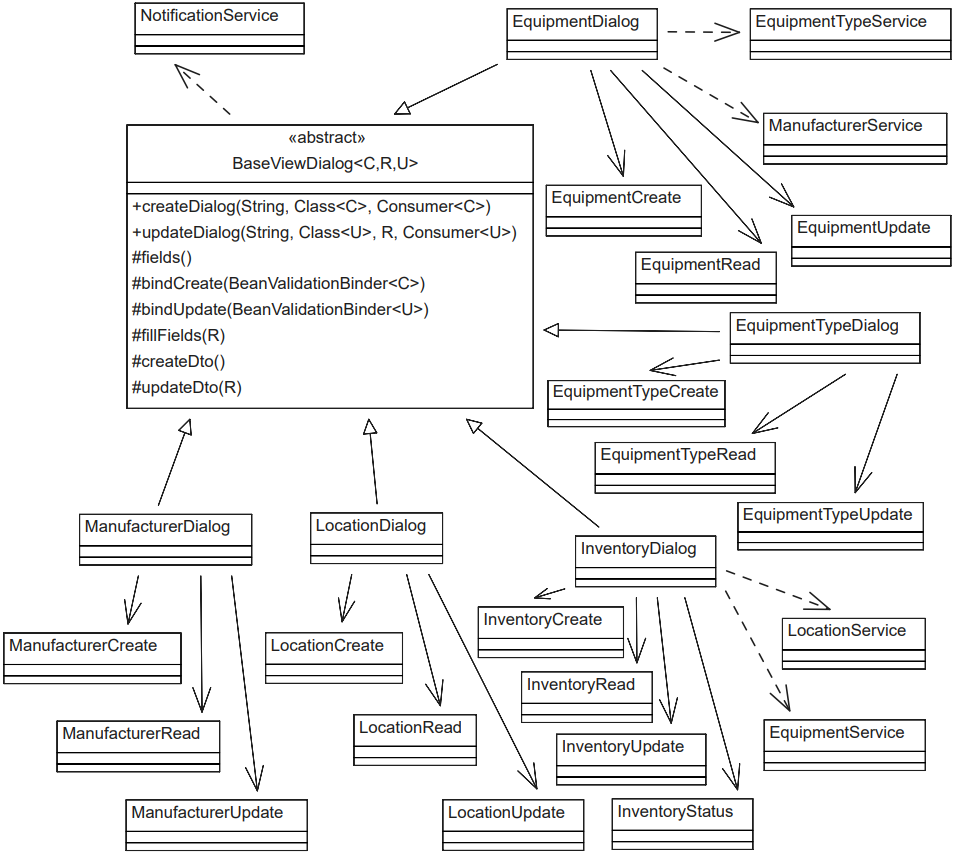 NotificationService
EquipmentDialog
EquipmentTypeService
ManufacturerService
«abstract»
BaseViewDialog<C,R,U>
+createDialog(String, Class<C>, Consumer<C>)
+updateDialog(String, Class<U>, R, Consumer<U>)
#fields()
#bindCreate(BeanValidationBinder<C>)
#bindUpdate(BeanValidationBinder<U>)
#fillFields(R)
#createDto()
#updateDto(R)
EquipmentCreate
EquipmentUpdate
EquipmentRead
EquipmentTypeDialog
EquipmentTypeCreate
EquipmentTypeRead
EquipmentTypeUpdate
ManufacturerDialog
LocationDialog
InventoryDialog
ManufacturerCreate
LocationCreate
InventoryCreate
LocationService
InventoryRead
ManufacturerRead
LocationRead
InventoryUpdate
EquipmentService
ManufacturerUpdate
LocationUpdate
InventoryStatus